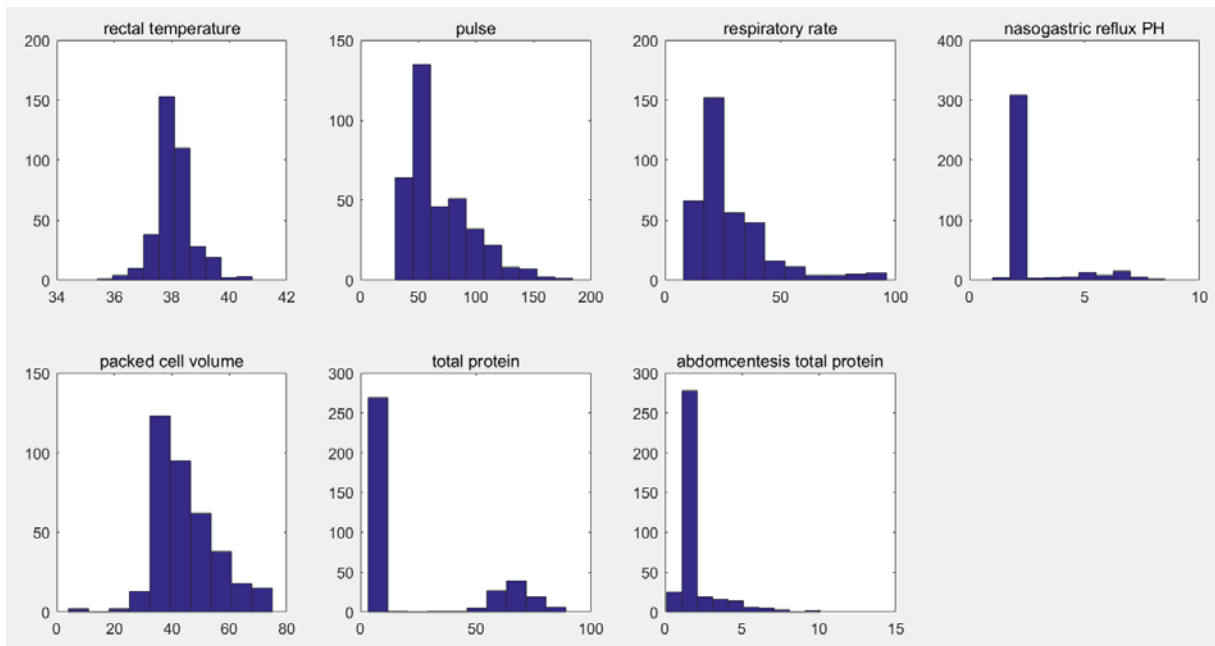 rectal temperature
200
150
100
50
0
34 36 38 40 42
pulse
150
100
50
0
0 50 100 150 200
respiratory rate
200
150
100
50
0
0 50 100
nasogastric reflux PH
400
300
200
100
0
0 5 10
packed cell volume
150
100
50
0
0 20 40 60 80
total protein
300
250
200
150
100
50
0
0 50 100
abdomcentesis total protein
300
250
200
150
100
50
0
0 5 10 15